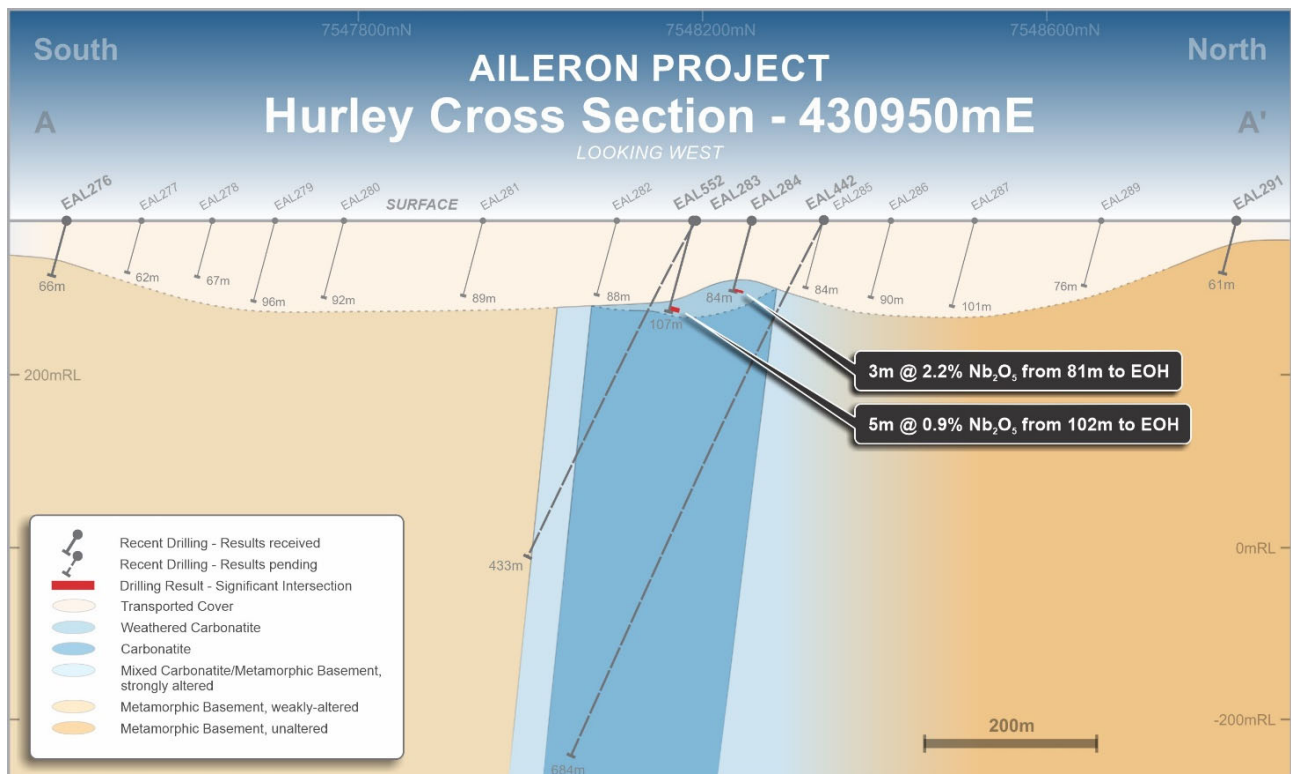 7547800mN
7548200mN
7548600mN
South
North
AILERON PROJECT
Hurley Cross Section - 430950mE
A
A'
LOOKING WEST
EAL276
EAL277
EAL278
EAL279
EAL280
SURFACE
EAL281
EAL282
EAL552
EAL283
EAL284
EAL442
EAL285
EAL286
EAL287
EAL289
EAL291
66m
62m
67m
96m
92m
89m
88m
107m
84m
84m
90m
101m
76m
61m
200mRL
3m @ 2.2% Nb₂O₅ from 81m to EOH
5m @ 0.9% Nb₂O₅ from 102m to EOH
0mRL
433m
Recent Drilling - Results received
Recent Drilling - Results pending
Drilling Result - Significant Intersection
Transported Cover
Weathered Carbonatite
Carbonatite
Mixed Carbonatite/Metamorphic Basement,
strongly altered
Metamorphic Basement, weakly-altered
Metamorphic Basement, unaltered
-200mRL
200m
684m